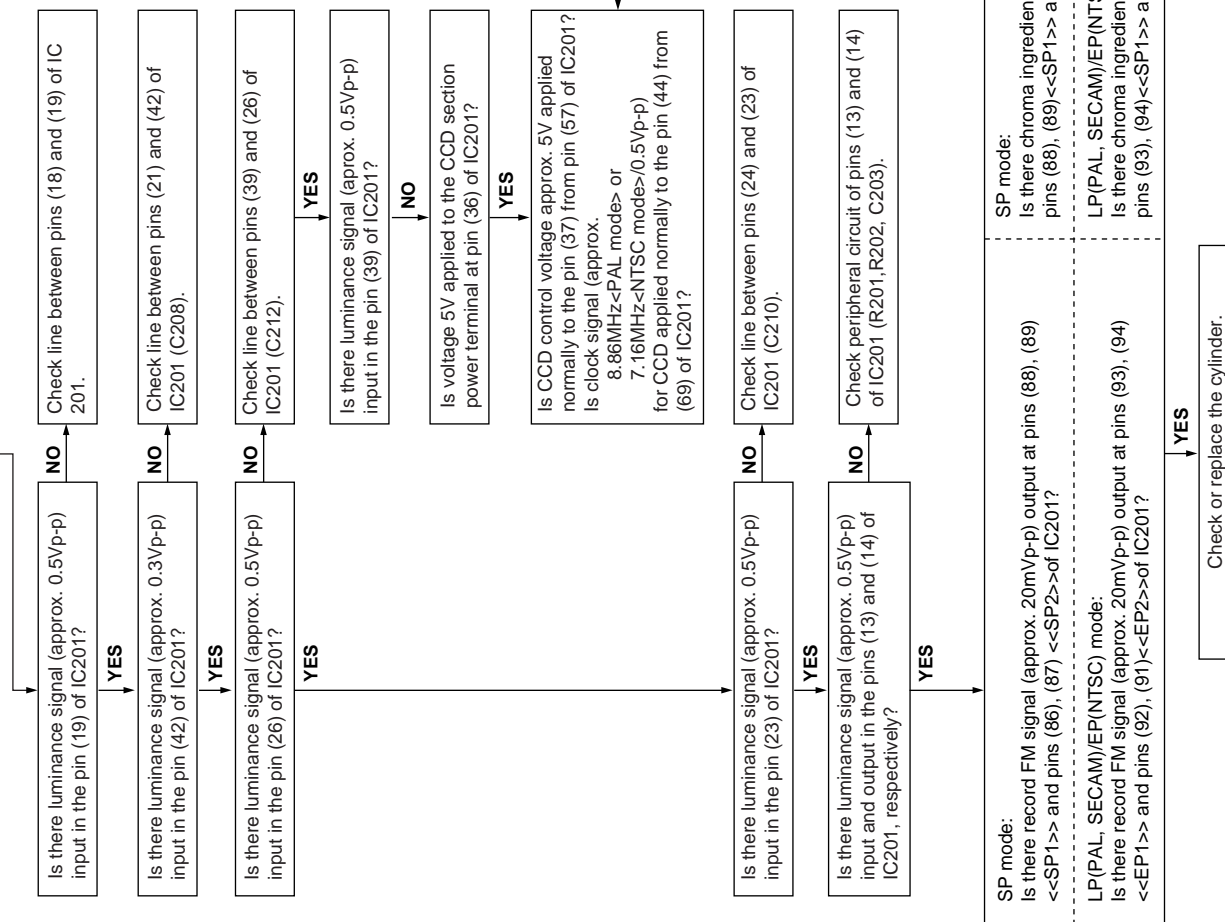 Is there luminance signal (approx. 0.5Vp-p)
input in the pin (19) of IC201?
NO
Check line between pins (18) and (19) of IC
201.
YES
Is there luminance signal (approx. 0.3Vp-p)
input in the pin (42) of IC201?
NO
Check line between pins (21) and (42) of
IC201 (C208).
YES
Is there luminance signal (approx. 0.5Vp-p)
input in the pin (26) of IC201?
NO
Check line between pins (39) and (26) of
IC201 (C212).
YES
YES
Is there luminance signal (aprox. 0.5Vp-p)
input in the pin (39) of IC201?
NO
Is voltage 5V applied to the CCD section
power terminal at pin (36) of IC201?
YES
Is CCD control voltage approx. 5V applied
normally to the pin (37) from pin (57) of IC201?
Is clock signal (approx.
8.86MHz<PAL mode> or
7.16MHz<NTSC mode>/0.5Vp-p)
for CCD applied normally to the pin (44) from
(69) of IC201?
Is there luminance signal (approx. 0.5Vp-p)
input in the pin (23) of IC201?
NO
Check line between pins (24) and (23) of
IC201 (C210).
YES
Is there luminance signal (approx. 0.5Vp-p)
input and output in the pins (13) and (14) of
IC201, respectively?
NO
Check peripheral circuit of pins (13) and (14)
of IC201 (R201,R202, C203).
YES
SP mode:
Is there record FM signal (approx. 20mVp-p) output at pins (88), (89)
<<SP1>> and pins (86), (87) <<SP2>>of IC201?
LP(PAL, SECAM)/EP(NTSC) mode:
Is there record FM signal (approx. 20mVp-p) output at pins (93), (94)
<<EP1>> and pins (92), (91)<<EP2>>of IC201?
SP mode:
Is there chroma ingredien
pins (88), (89)<<SP1>> a
LP(PAL, SECAM)/EP(NTS
Is there chroma ingredien
pins (93), (94)<<SP1>> a
YES
Check or replace the cylinder.